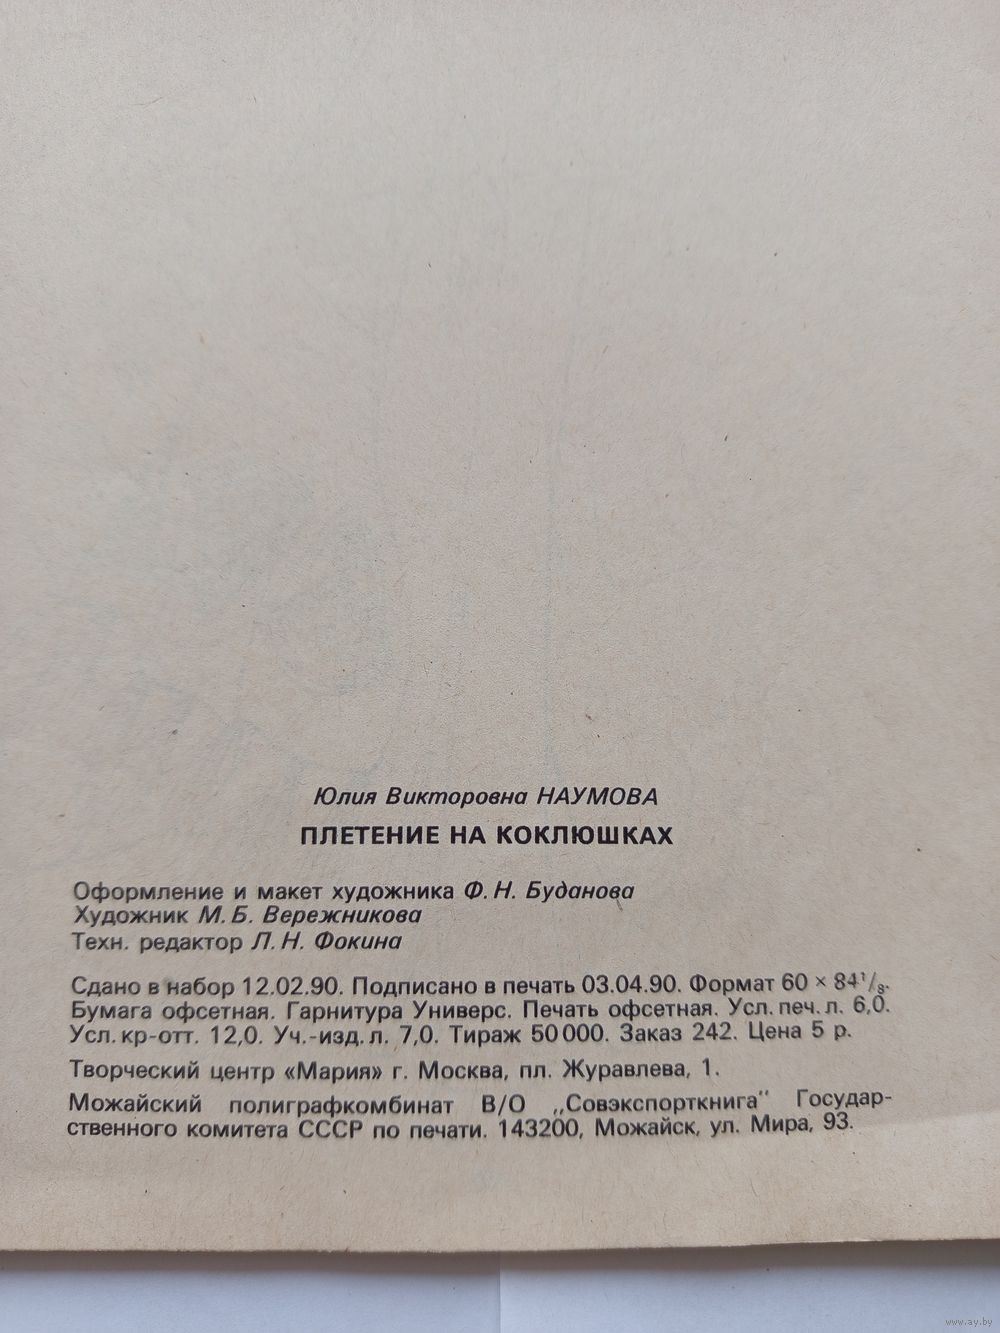 Юлия Викторовна НАУМОВА
ПЛЕТЕНИЕ НА КОКЛЮШКАХ
Оформление и макет художника Ф. Н. Буданова
Художник М. Б. Вережникова
Техн. редактор Л. Н. Фокина
Сдано в набор 12.02.90. Подписано в печать 03.04.90. Формат 60 × 84¹/₈.
Бумага офсетная. Гарнитура Универс. Печать офсетная. Усл. печ. л. 6,0.
Усл. кр-отт. 12,0. Уч.-изд. л. 7,0. Тираж 50 000. Заказ 242. Цена 5 р.
Творческий центр «Мария» г. Москва, пл. Журавлева, 1.
Можайский полиграфкомбинат В/О „Совэкспорткнига" Государ-
ственного комитета СССР по печати. 143200, Можайск, ул. Мира, 93.
www.ay.by